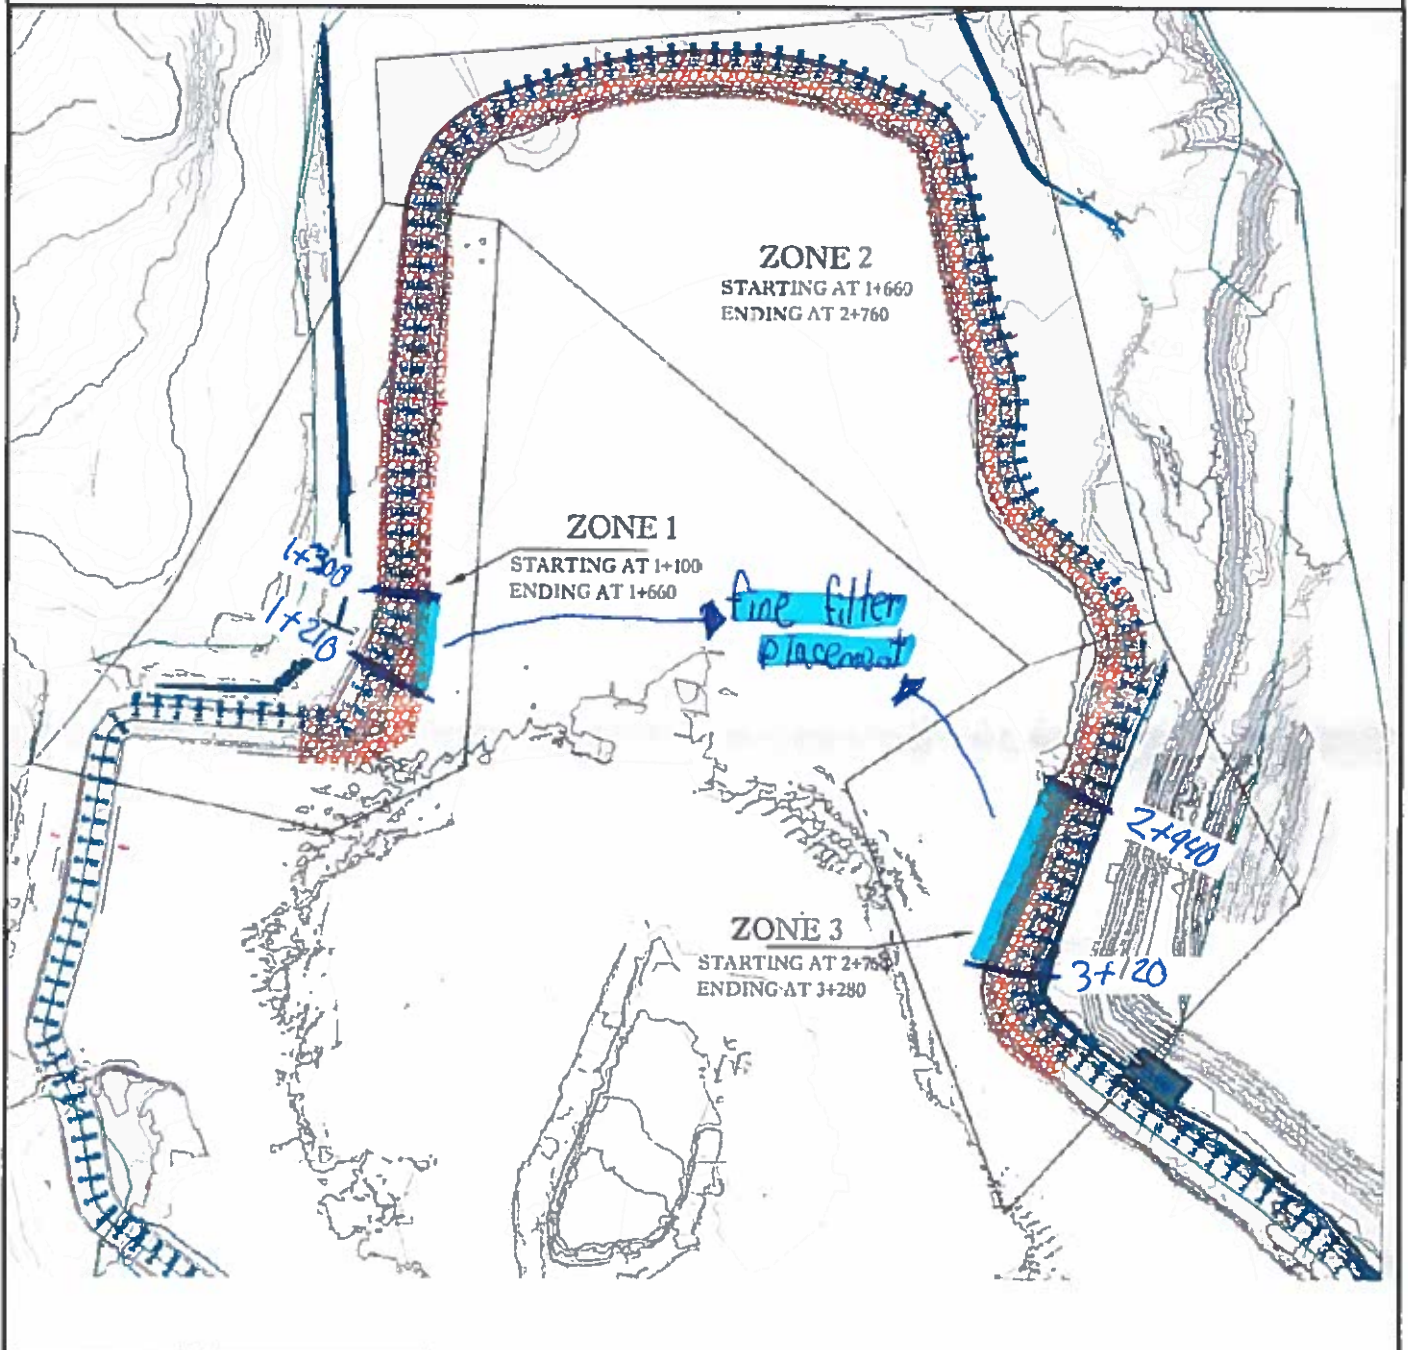 ZONE 2
STARTING AT 1+660
ENDING AT 2+760
ZONE 1
STARTING AT 1+100
ENDING AT 1+660
1+300
1+210
fine filter
placement
2+940
ZONE 3
STARTING AT 2+760
ENDING AT 3+280
3+120